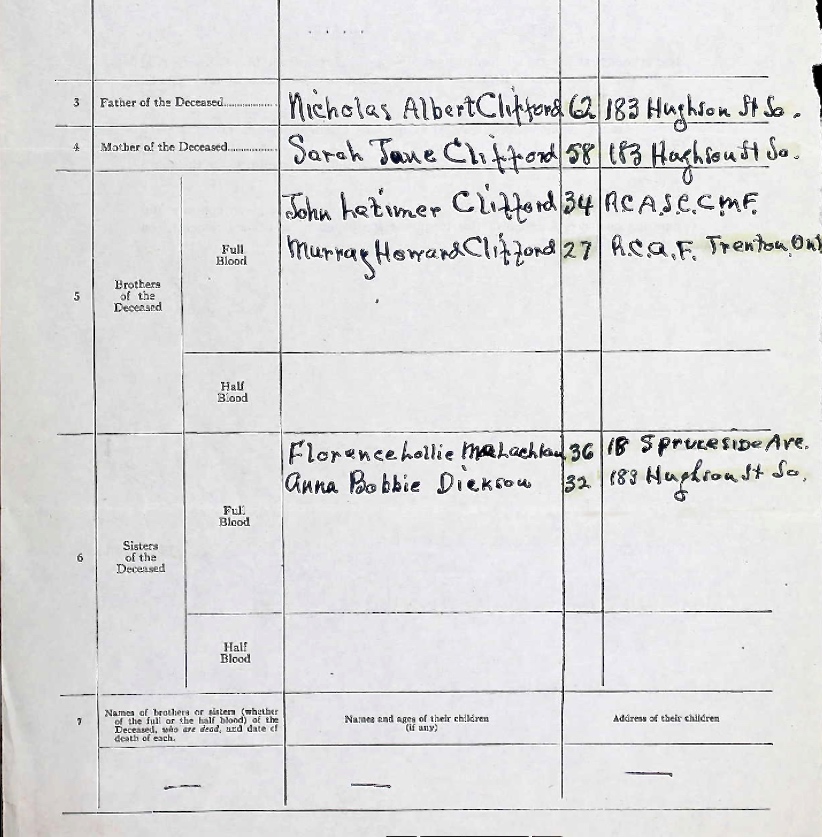 3 Father of the Deceased.................. Nicholas Albert Clifford 62 183 Hughson St So.
4 Mother of the Deceased.............. Sarah Jane Clifford 58 183 Hughson St So.
5 Brothers of the Deceased
Full Blood
John Latimer Clifford 34 R.C.A.S.C. C.M.F.
Murray Howard Clifford 27 R.C.A.F. Trenton, Ont
Half Blood
6 Sisters of the Deceased
Full Blood
Florence Lollie McLachlan 36 18 Spruceside Ave.
Anna Bobbie Dickson 32 183 Hughson St So.
Half Blood
7 Names of brothers or sisters (whether
of the full or the half blood) of the
Deceased, who are dead, and date of
death of each.
Names and ages of their children
(if any)
Address of their children
— — —